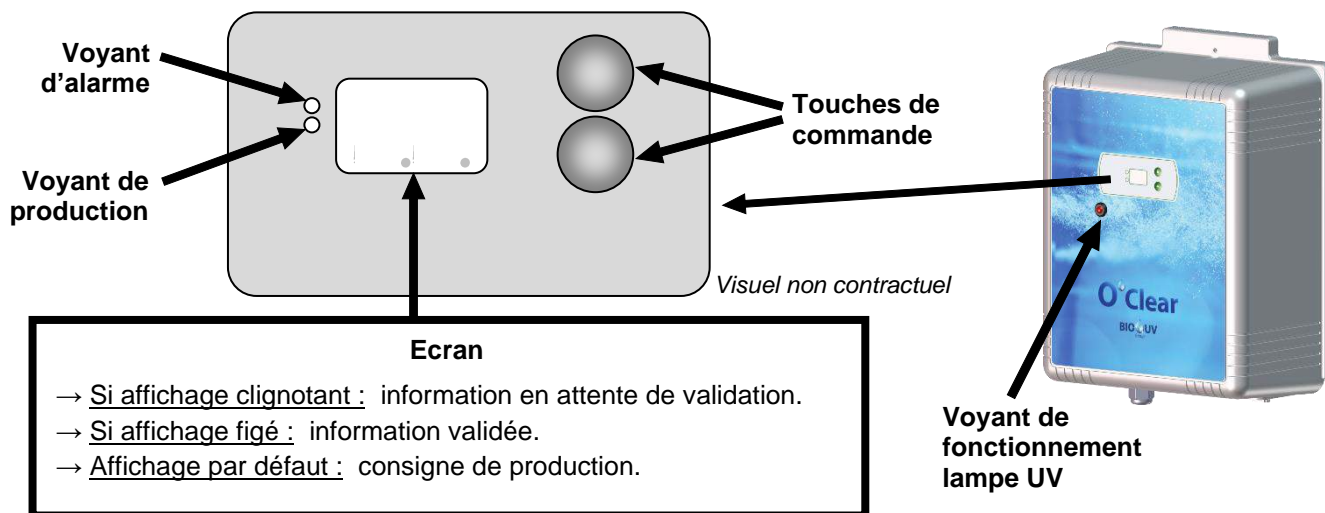 Voyant
d'alarme
Voyant de
production
Touches de
commande
Visuel non contractuel
O'Clear
BIO UV
Ecran
→ Si affichage clignotant : information en attente de validation.
→ Si affichage figé : information validée.
→ Affichage par défaut : consigne de production.
Voyant de
fonctionnement
lampe UV